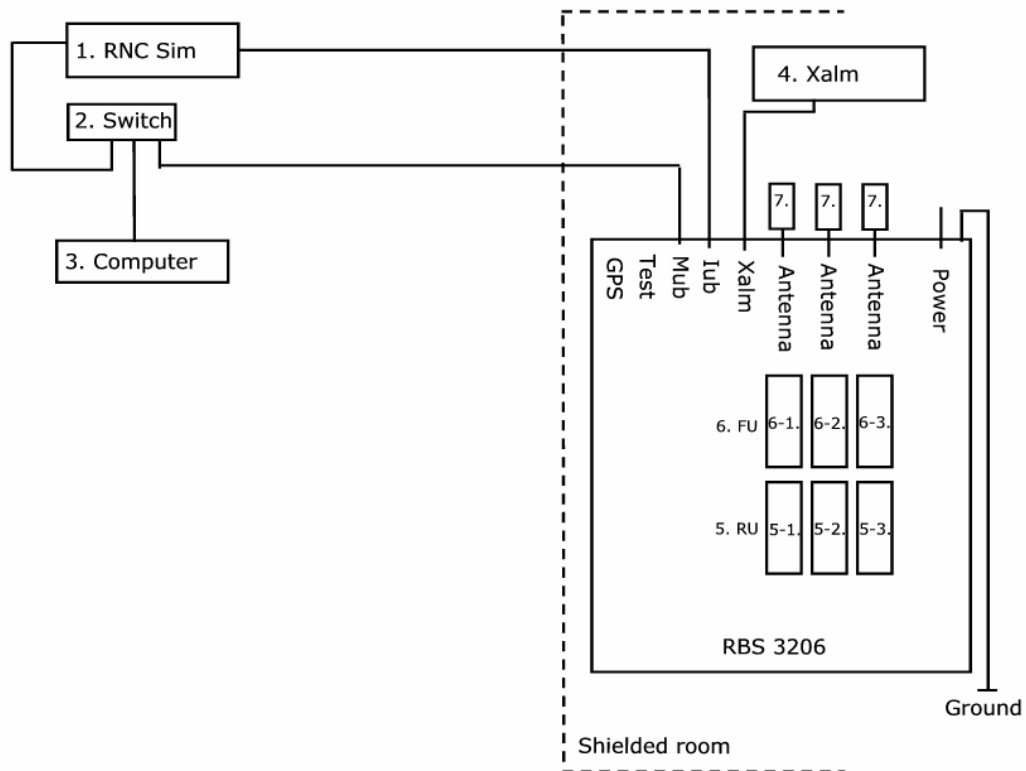 1. RNC Sim
2. Switch
3. Computer
4. Xalm
7.
7.
7.
GPS
Test
Mub
Iub
Xalm
Antenna
Antenna
Antenna
Power
6. FU
6-1.
6-2.
6-3.
5. RU
5-1.
5-2.
5-3.
RBS 3206
Ground
Shielded room